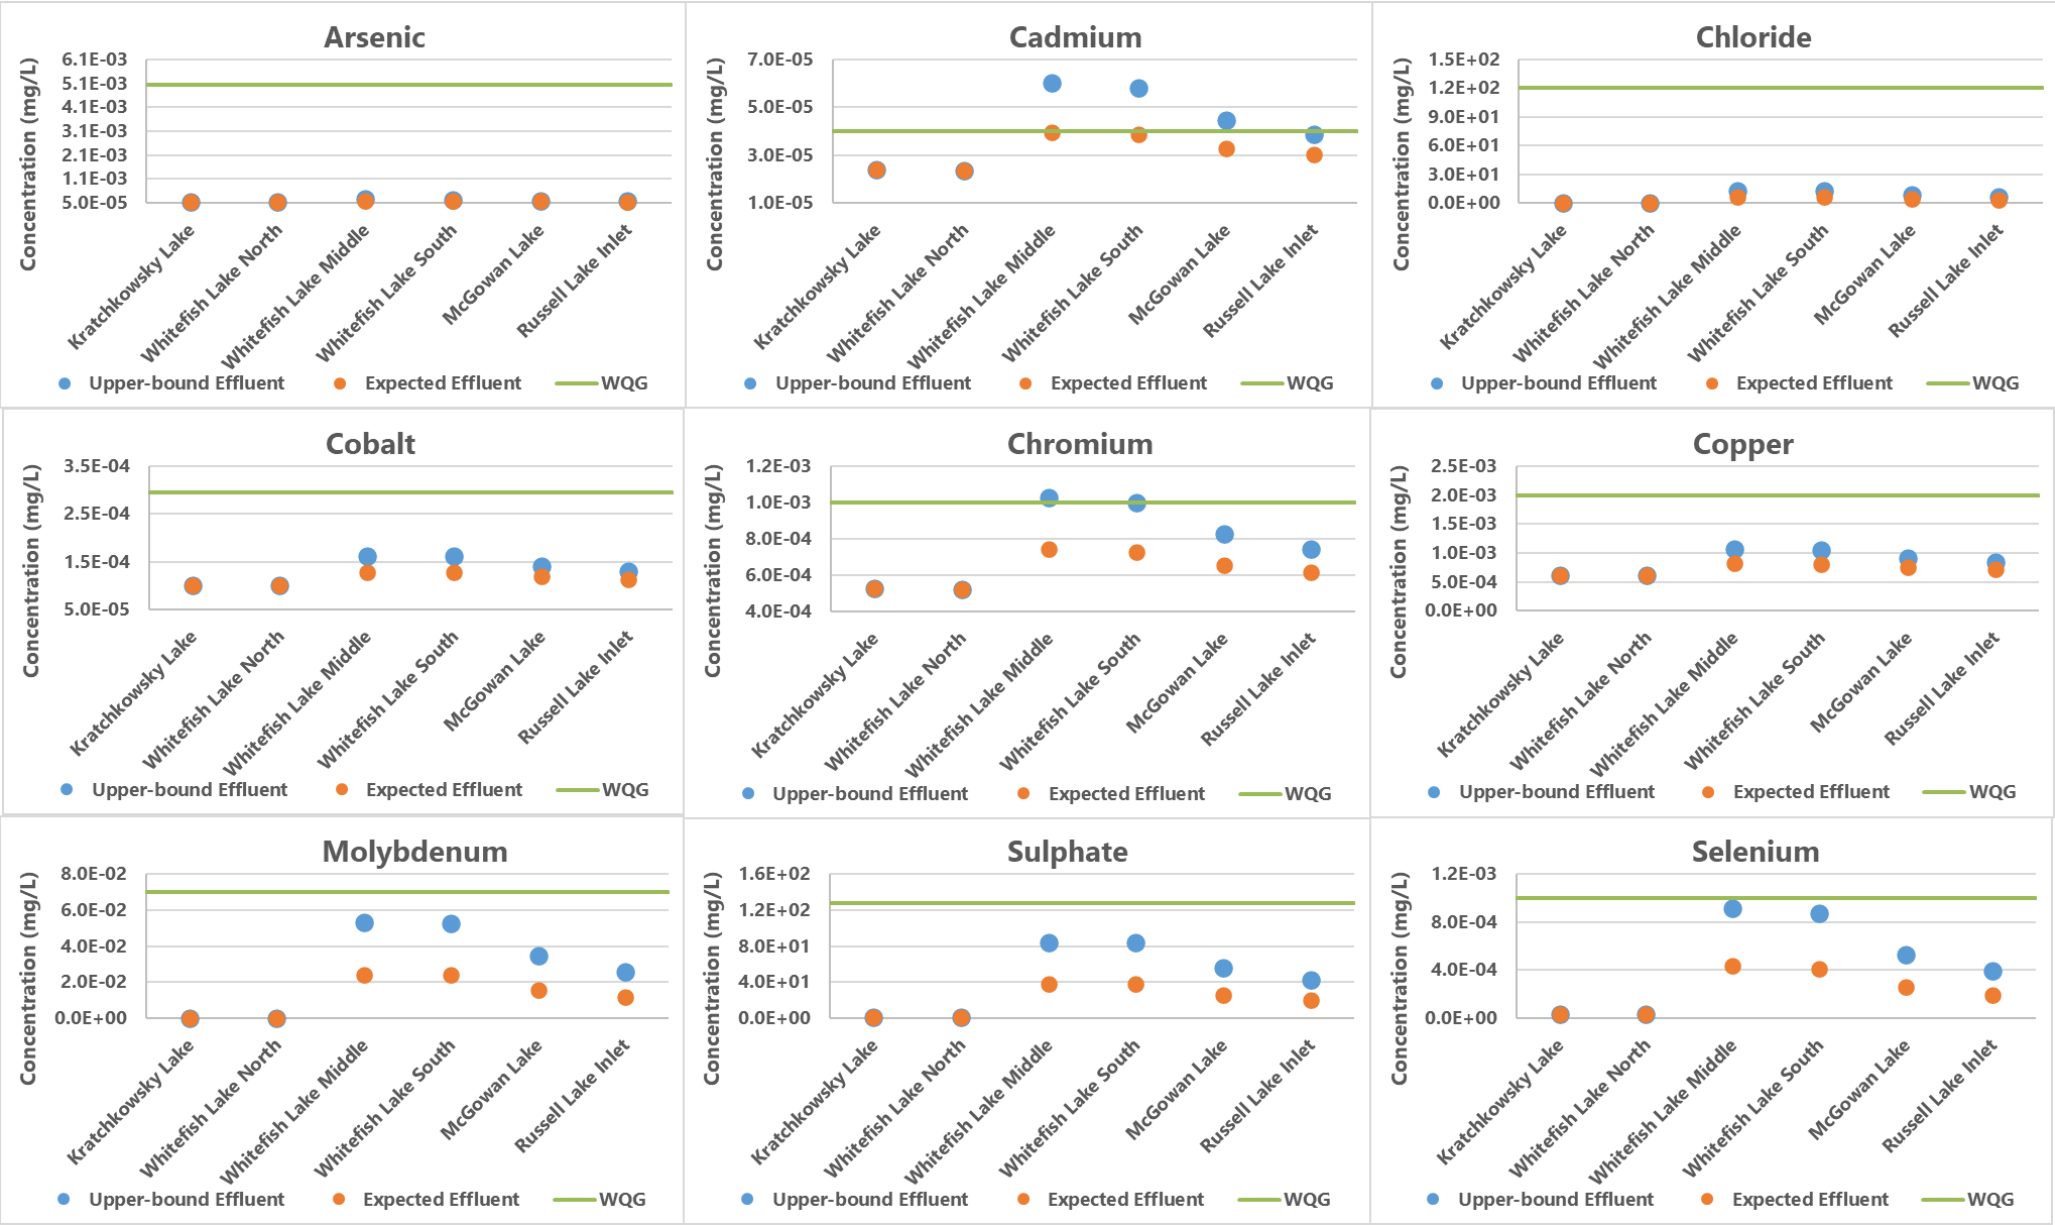 Arsenic
Concentration (mg/L)
6.1E-03
5.1E-03
4.1E-03
3.1E-03
2.1E-03
1.1E-03
5.0E-05
Kratchkowsky Lake
Whitefish Lake North
Whitefish Lake Middle
Whitefish Lake South
McGowan Lake
Russell Lake Inlet
Upper-bound Effluent
Expected Effluent
WQG
Cadmium
Concentration (mg/L)
7.0E-05
5.0E-05
3.0E-05
1.0E-05
Kratchkowsky Lake
Whitefish Lake North
Whitefish Lake Middle
Whitefish Lake South
McGowan Lake
Russell Lake Inlet
Upper-bound Effluent
Expected Effluent
WQG
Chloride
Concentration (mg/L)
1.5E+02
1.2E+02
9.0E+01
6.0E+01
3.0E+01
0.0E+00
Kratchkowsky Lake
Whitefish Lake North
Whitefish Lake Middle
Whitefish Lake South
McGowan Lake
Russell Lake Inlet
Upper-bound Effluent
Expected Effluent
WQG
Cobalt
Concentration (mg/L)
3.5E-04
2.5E-04
1.5E-04
5.0E-05
Kratchkowsky Lake
Whitefish Lake North
Whitefish Lake Middle
Whitefish Lake South
McGowan Lake
Russell Lake Inlet
Upper-bound Effluent
Expected Effluent
WQG
Chromium
Concentration (mg/L)
1.2E-03
1.0E-03
8.0E-04
6.0E-04
4.0E-04
Kratchkowsky Lake
Whitefish Lake North
Whitefish Lake Middle
Whitefish Lake South
McGowan Lake
Russell Lake Inlet
Upper-bound Effluent
Expected Effluent
WQG
Copper
Concentration (mg/L)
2.5E-03
2.0E-03
1.5E-03
1.0E-03
5.0E-04
0.0E+00
Kratchkowsky Lake
Whitefish Lake North
Whitefish Lake Middle
Whitefish Lake South
McGowan Lake
Russell Lake Inlet
Upper-bound Effluent
Expected Effluent
WQG
Molybdenum
Concentration (mg/L)
8.0E-02
6.0E-02
4.0E-02
2.0E-02
0.0E+00
Kratchkowsky Lake
Whitefish Lake North
Whitefish Lake Middle
Whitefish Lake South
McGowan Lake
Russell Lake Inlet
Upper-bound Effluent
Expected Effluent
WQG
Sulphate
Concentration (mg/L)
1.6E+02
1.2E+02
8.0E+01
4.0E+01
0.0E+00
Kratchkowsky Lake
Whitefish Lake North
Whitefish Lake Middle
Whitefish Lake South
McGowan Lake
Russell Lake Inlet
Upper-bound Effluent
Expected Effluent
WQG
Selenium
Concentration (mg/L)
1.2E-03
8.0E-04
4.0E-04
0.0E+00
Kratchkowsky Lake
Whitefish Lake North
Whitefish Lake Middle
Whitefish Lake South
McGowan Lake
Russell Lake Inlet
Upper-bound Effluent
Expected Effluent
WQG